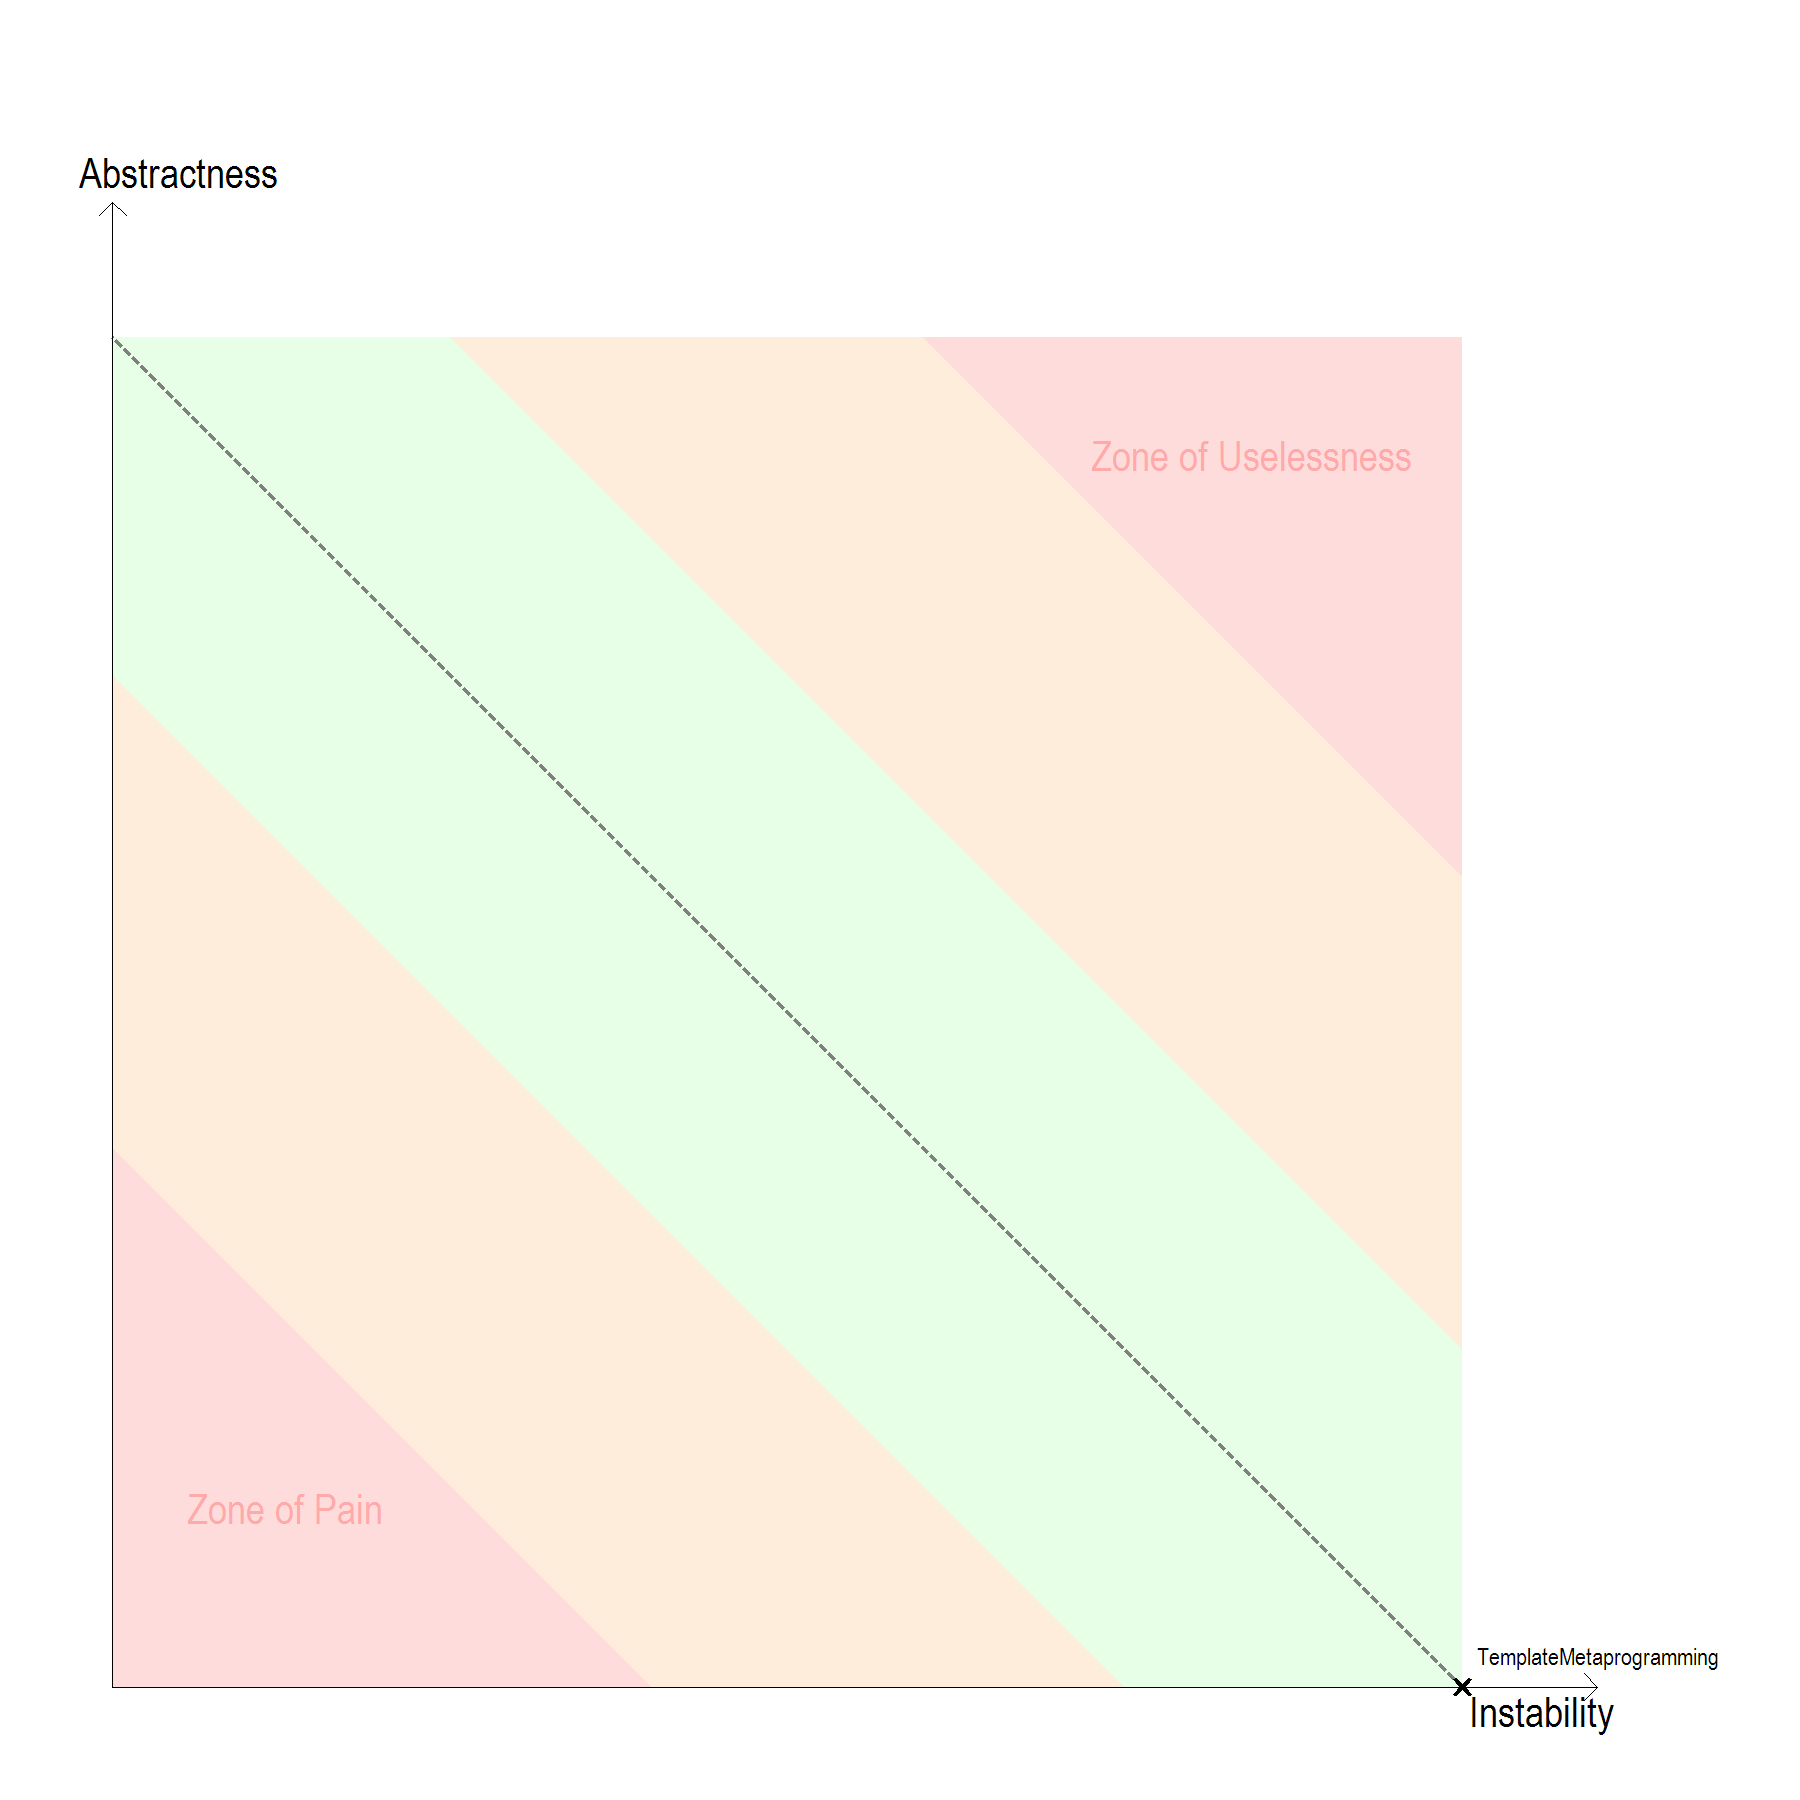 Abstractness
Zone of Uselessness
Zone of Pain
TemplateMetaprogramming
Instability